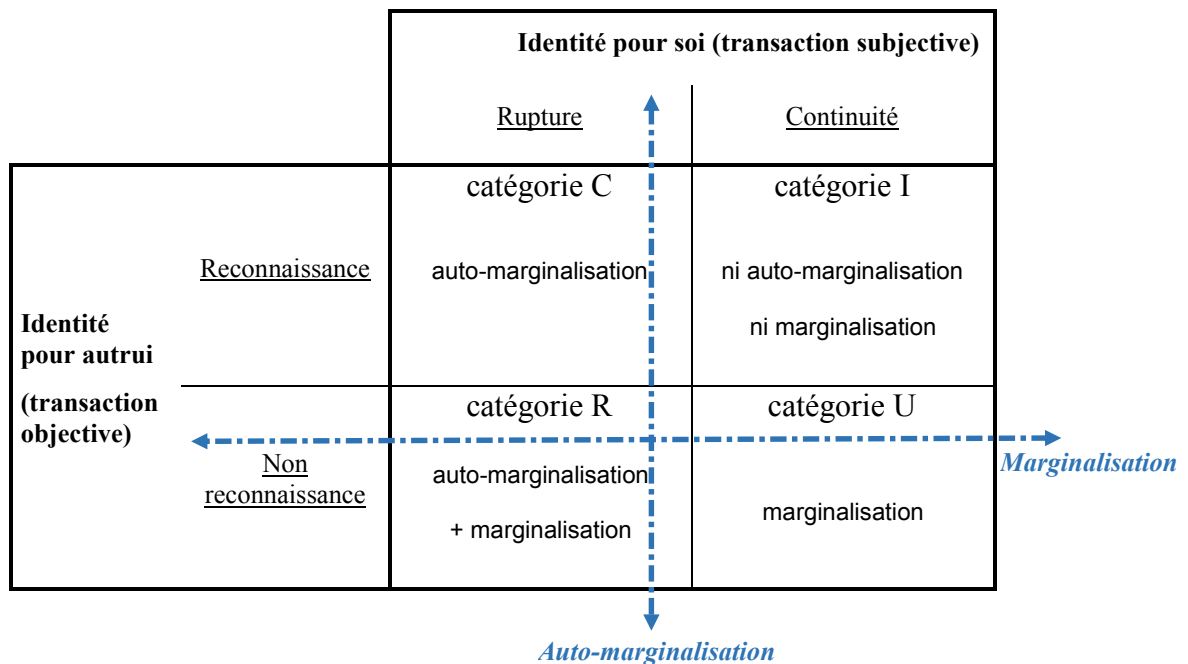 Identité pour soi (transaction subjective)
Rupture
Continuité
catégorie C
catégorie I
Reconnaissance
auto-marginalisation
ni auto-marginalisation
ni marginalisation
Identité
pour autrui
(transaction
objective)
catégorie R
catégorie U
Non
reconnaissance
auto-marginalisation
+ marginalisation
marginalisation
Marginalisation
Auto-marginalisation